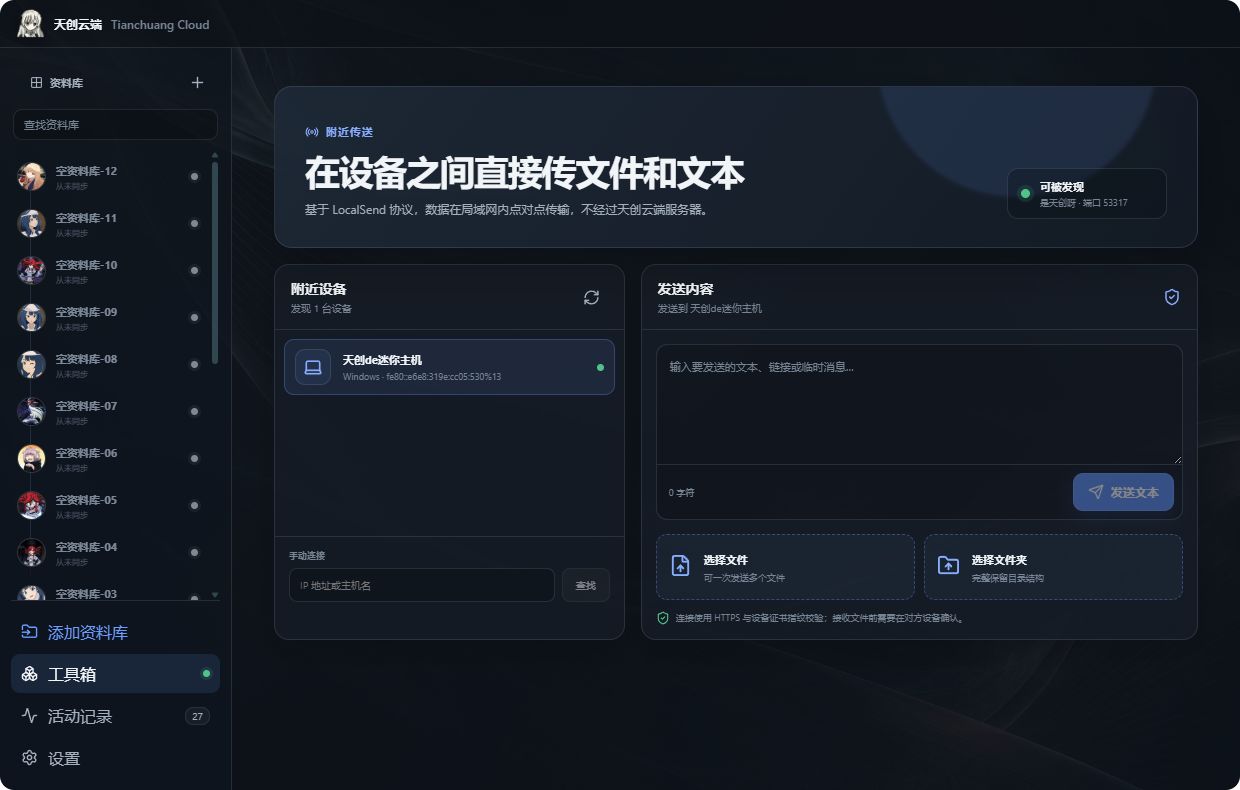 天创云端 Tianchuang Cloud
资料库
查找资料库
空资料库-12
从未同步
空资料库-11
从未同步
空资料库-10
从未同步
空资料库-09
从未同步
空资料库-08
从未同步
空资料库-07
从未同步
空资料库-06
从未同步
空资料库-05
从未同步
空资料库-04
从未同步
空资料库-03
添加资料库
工具箱
活动记录 27
设置
附近传送
在设备之间直接传文件和文本
基于 LocalSend 协议，数据在局域网内点对点传输，不经过天创云端服务器。
可被发现
是天创呀 · 端口 53317
附近设备
发现 1 台设备
天创de迷你主机
Windows · fe80::e6e8:319e:cc05:530%13
手动连接
IP 地址或主机名 查找
发送内容
发送到 天创de迷你主机
输入要发送的文本、链接或临时消息...
0 字符 发送文本
选择文件
可一次发送多个文件
选择文件夹
完整保留目录结构
连接使用 HTTPS 与设备证书指纹校验；接收文件前需要在对方设备确认。